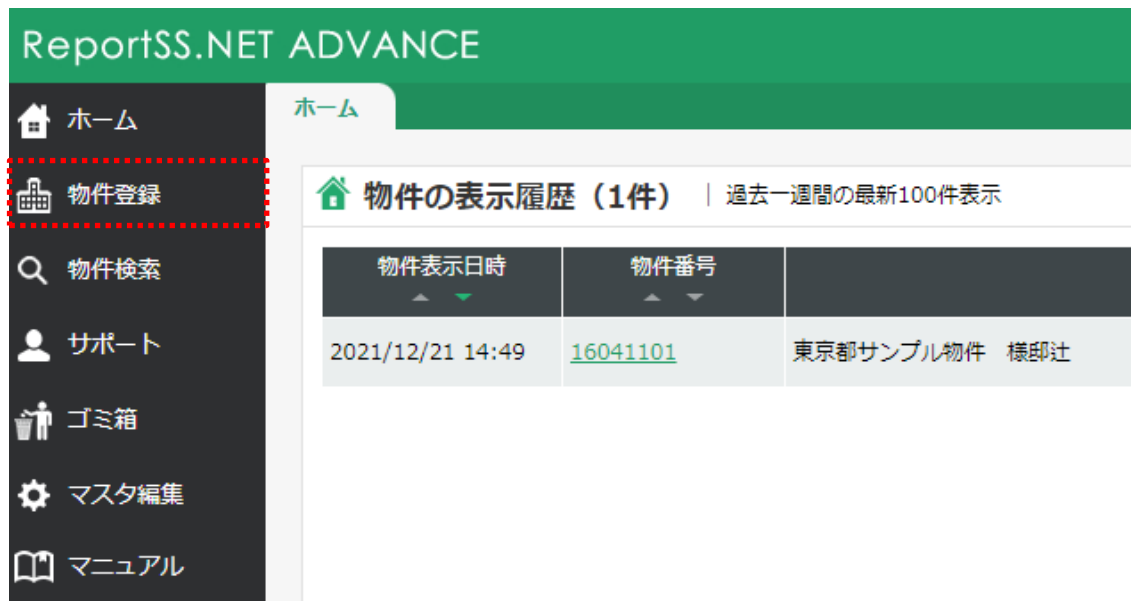 ReportSS.NET ADVANCE
ホーム
物件登録
物件検索
サポート
ゴミ箱
マスタ編集
マニュアル
ホーム
物件の表示履歴（1件） | 過去一週間の最新100件表示
物件表示日時 物件番号
2021/12/21 14:49 16041101 東京都サンプル物件　様邸辻